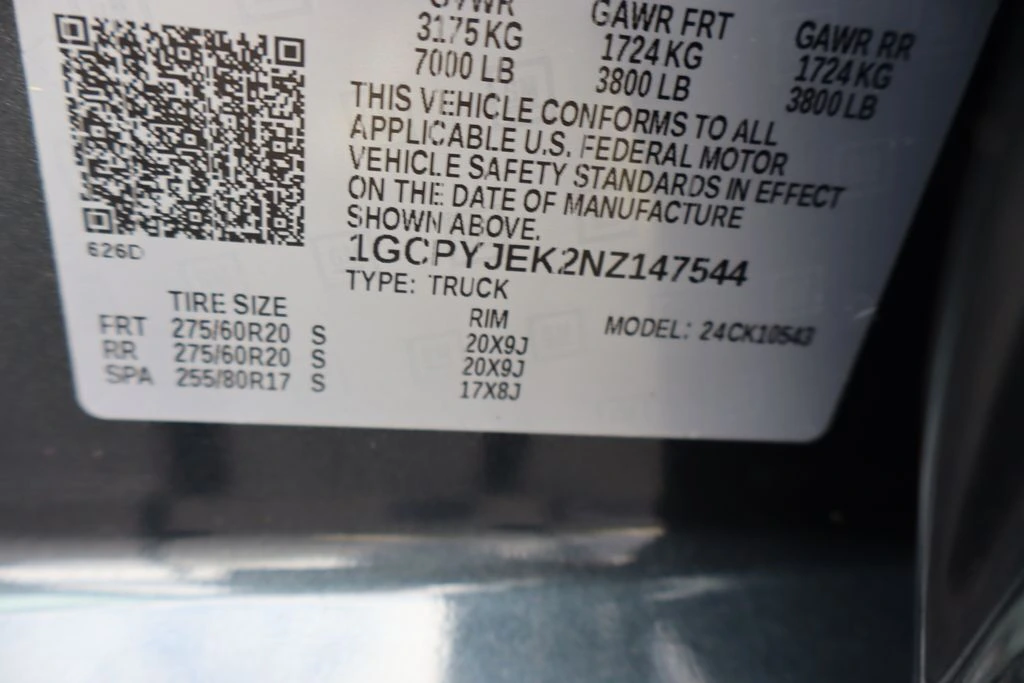 GVWR GAWR FRT GAWR RR
3175 KG 1724 KG 1724 KG
7000 LB 3800 LB 3800 LB
THIS VEHICLE CONFORMS TO ALL
APPLICABLE U.S. FEDERAL MOTOR
VEHICLE SAFETY STANDARDS IN EFFECT
ON THE DATE OF MANUFACTURE
SHOWN ABOVE.
626D
1GCPYJEK2NZ147544
TYPE: TRUCK
TIRE SIZE RIM MODEL: 24CK10543
FRT 275/60R20 S 20X9J
RR 275/60R20 S 20X9J
SPA 255/80R17 S 17X8J